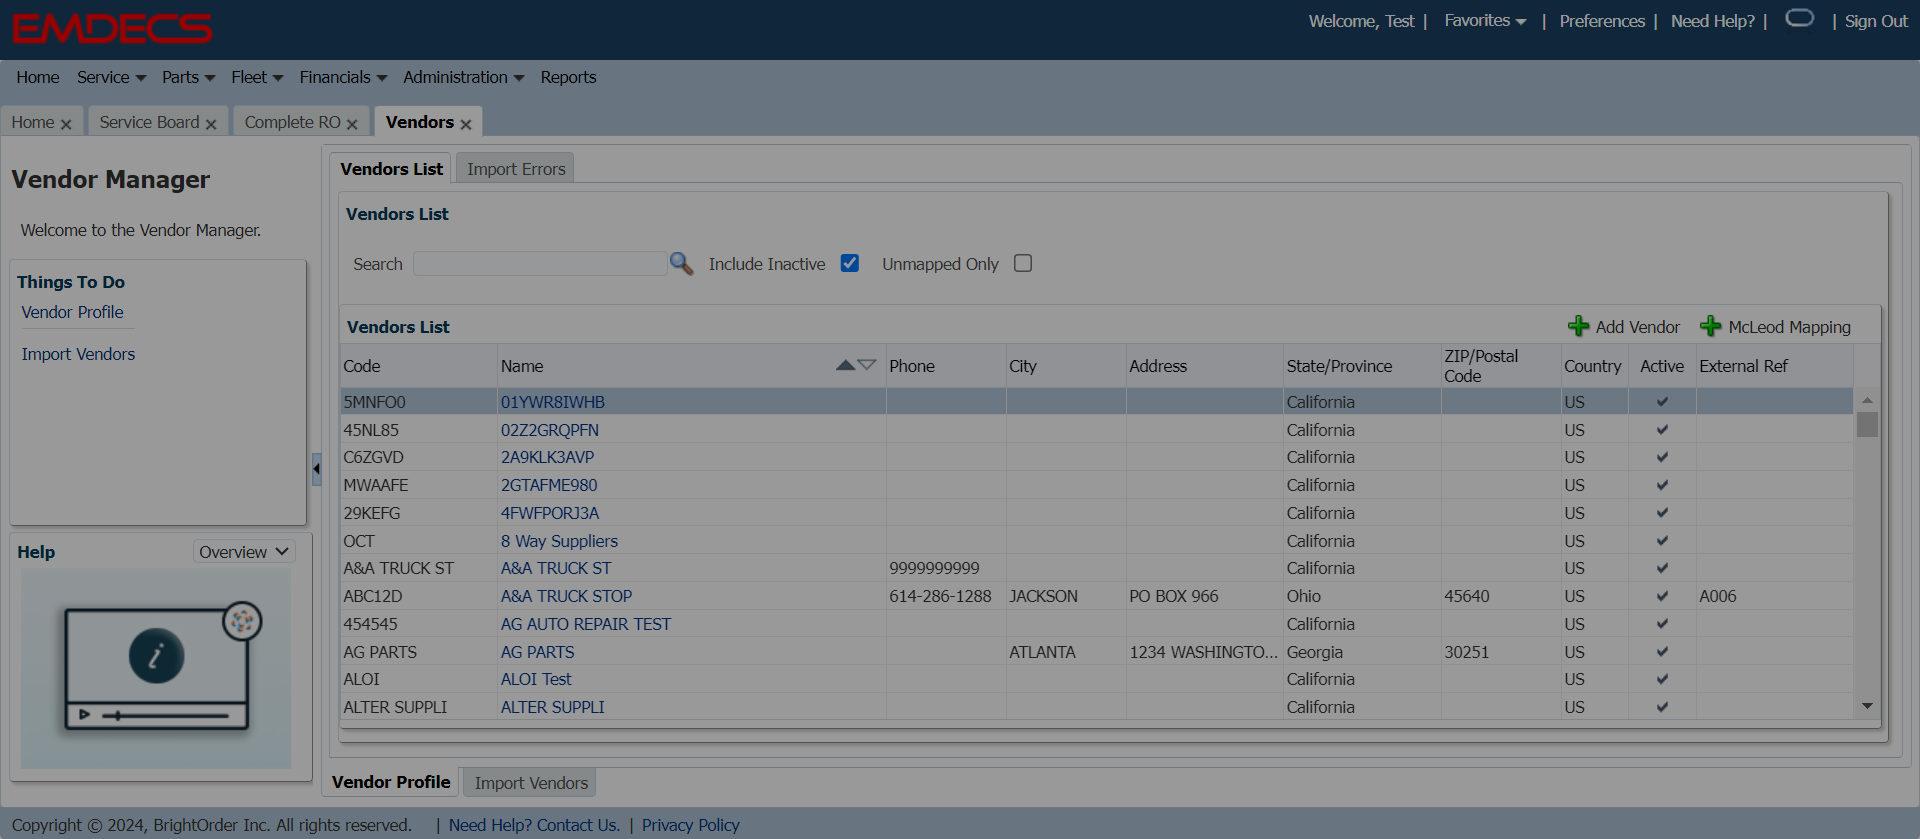 EMDECS
Welcome, Test | Favorites | Preferences | Need Help? | | Sign Out
Home Service Parts Fleet Financials Administration Reports
Home Service Board Complete RO Vendors
Vendor Manager
Welcome to the Vendor Manager.
Things To Do
Vendor Profile
Import Vendors
Help Overview
Vendors List Import Errors
Vendors List
Search Include Inactive Unmapped Only
Vendors List Add Vendor McLeod Mapping
Code Name Phone City Address State/Province ZIP/Postal Code Country Active External Ref
5MNFO0 01YWR8IWHB California US
45NL85 02Z2GRQPFN California US
C6ZGVD 2A9KLK3AVP California US
MWAAFE 2GTAFME980 California US
29KEFG 4FWFPORJ3A California US
OCT 8 Way Suppliers California US
A&A TRUCK ST A&A TRUCK ST 9999999999 California US
ABC12D A&A TRUCK STOP 614-286-1288 JACKSON PO BOX 966 Ohio 45640 US A006
454545 AG AUTO REPAIR TEST California US
AG PARTS AG PARTS ATLANTA 1234 WASHINGTO... Georgia 30251 US
ALOI ALOI Test California US
ALTER SUPPLI ALTER SUPPLI California US
Vendor Profile Import Vendors
Copyright © 2024, BrightOrder Inc. All rights reserved. | Need Help? Contact Us. | Privacy Policy